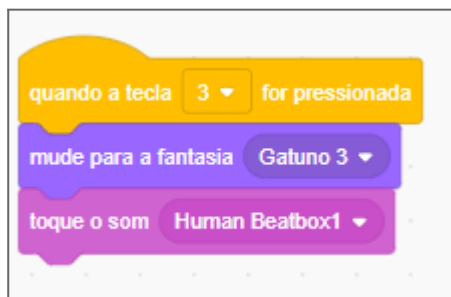 quando a tecla 3 for pressionada
mude para a fantasia Gatuno 3
toque o som Human Beatbox1